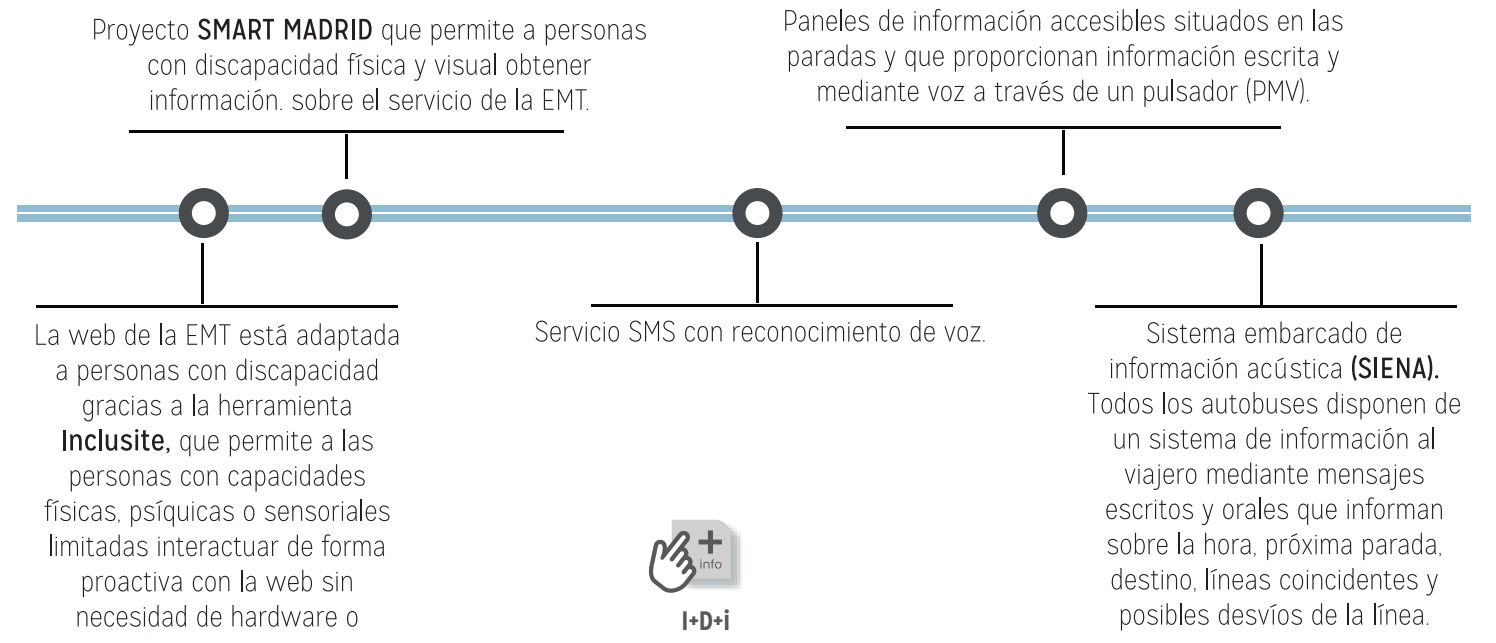 Proyecto SMART MADRID que permite a personas
con discapacidad física y visual obtener
información. sobre el servicio de la EMT.
Paneles de información accesibles situados en las
paradas y que proporcionan información escrita y
mediante voz a través de un pulsador (PMV).
La web de la EMT está adaptada
a personas con discapacidad
gracias a la herramienta
Inclusite, que permite a las
personas con capacidades
físicas, psíquicas o sensoriales
limitadas interactuar de forma
proactiva con la web sin
necesidad de hardware o
Servicio SMS con reconocimiento de voz.
Sistema embarcado de
información acústica (SIENA).
Todos los autobuses disponen de
un sistema de información al
viajero mediante mensajes
escritos y orales que informan
sobre la hora, próxima parada,
destino, líneas coincidentes y
posibles desvíos de la línea.
+
info
I+D+i